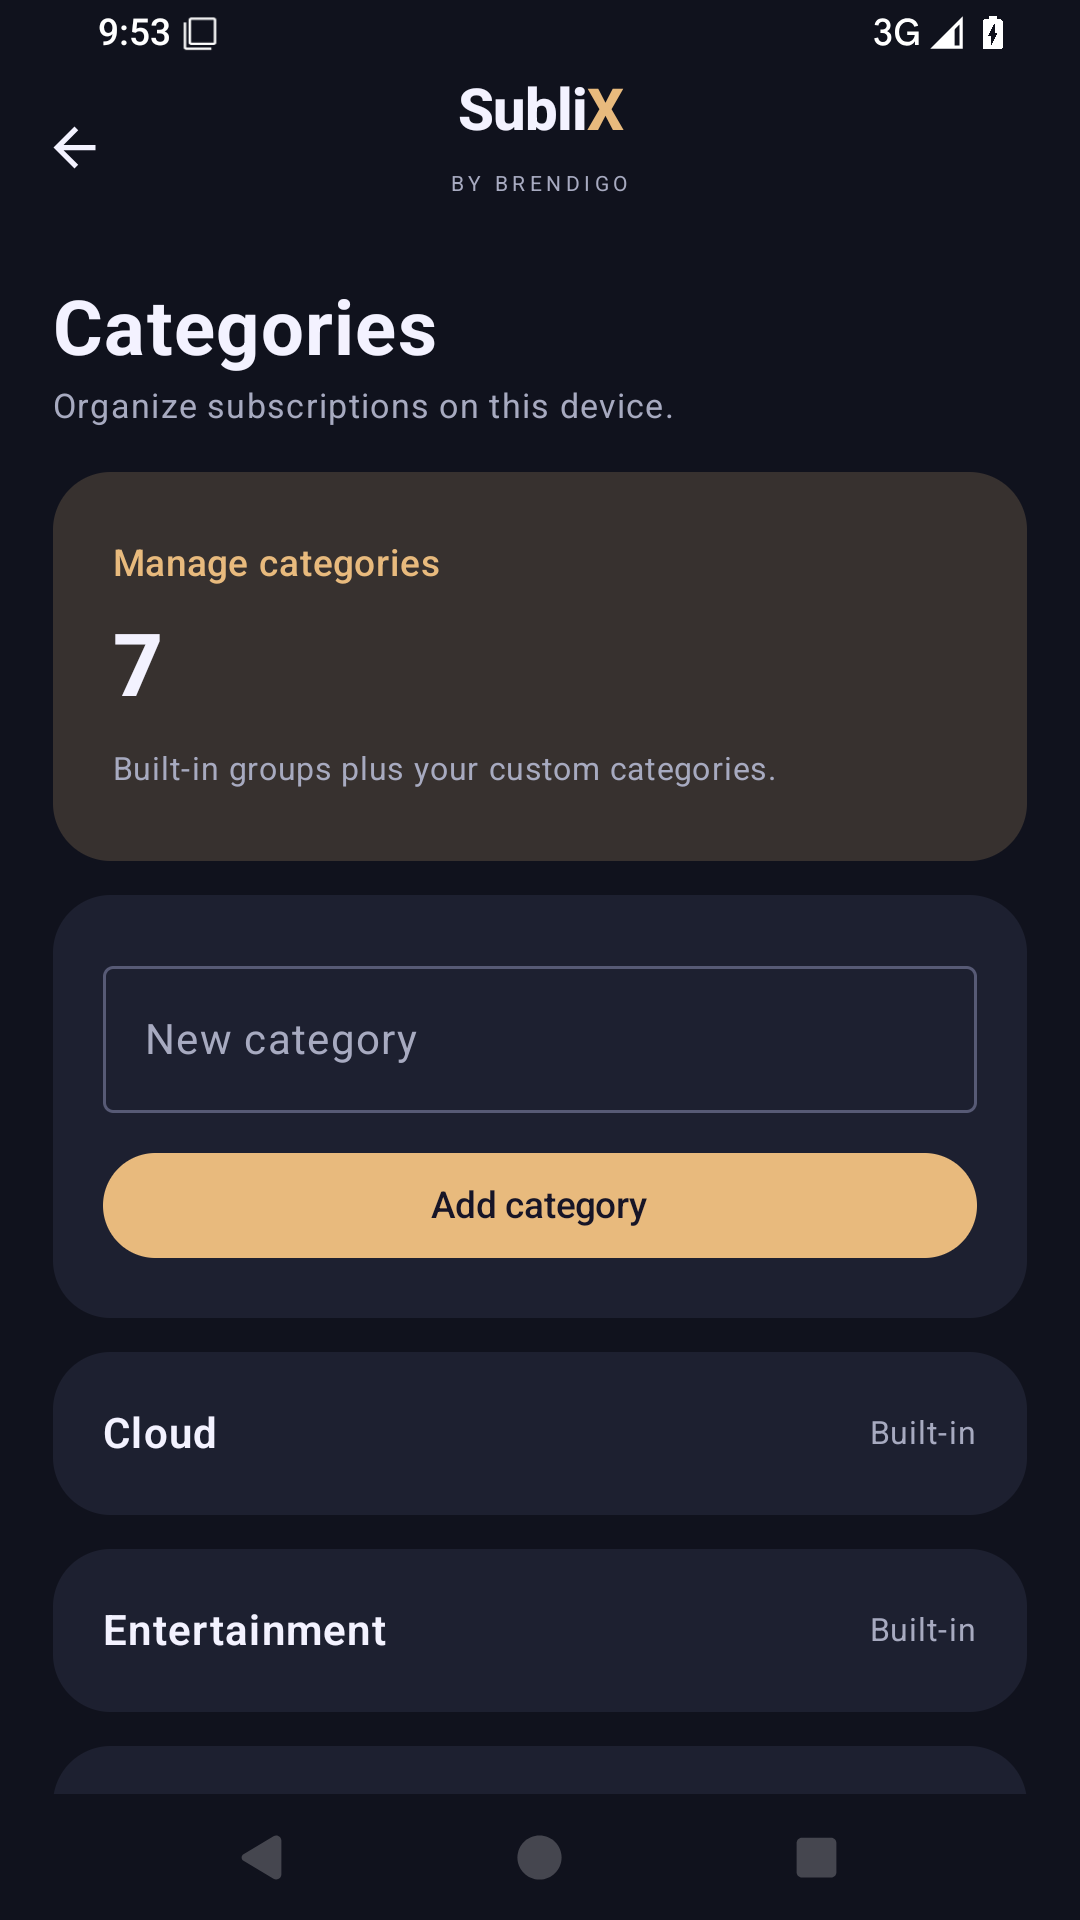 9:53
3G
SubliX
BY BRENDIGO
Categories
Organize subscriptions on this device.
Manage categories
7
Built-in groups plus your custom categories.
New category
Add category
Cloud
Built-in
Entertainment
Built-in